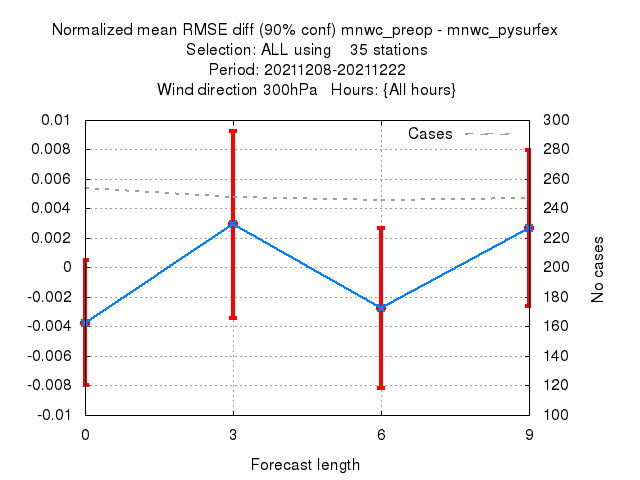 Normalized mean RMSE diff (90% conf) mnwc_preop - mnwc_pysurfex
Selection: ALL using    35 stations
Period: 20211208-20211222
Wind direction 300hPa   Hours: {All hours}
Cases
0.01
0.008
0.006
0.004
0.002
0
-0.002
-0.004
-0.006
-0.008
-0.01
300
280
260
240
220
200
180
160
140
120
100
No cases
0 3 6 9
Forecast length